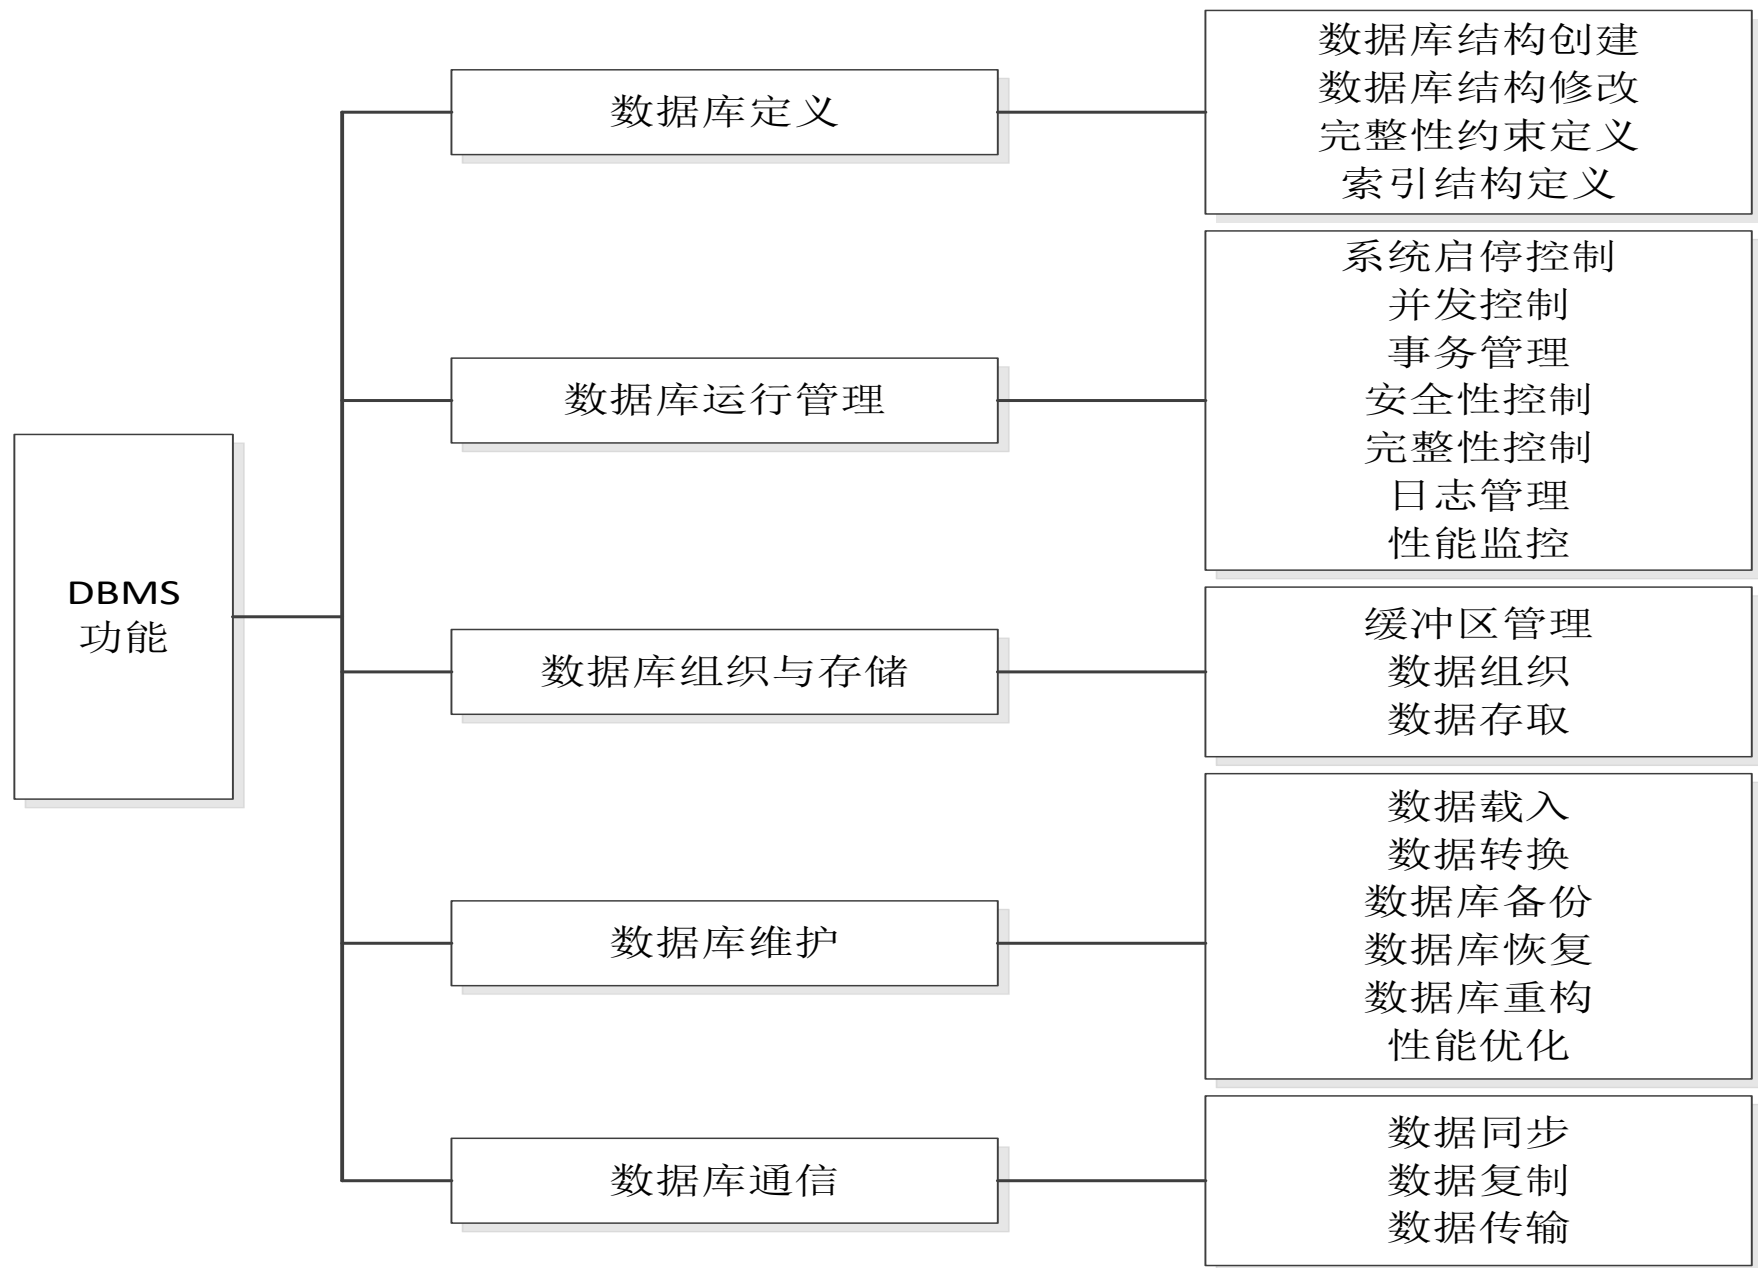 DBMS
功能
数据库定义
数据库结构创建
数据库结构修改
完整性约束定义
索引结构定义
数据库运行管理
系统启停控制
并发控制
事务管理
安全性控制
完整性控制
日志管理
性能监控
数据库组织与存储
缓冲区管理
数据组织
数据存取
数据库维护
数据载入
数据转换
数据库备份
数据库恢复
数据库重构
性能优化
数据库通信
数据同步
数据复制
数据传输